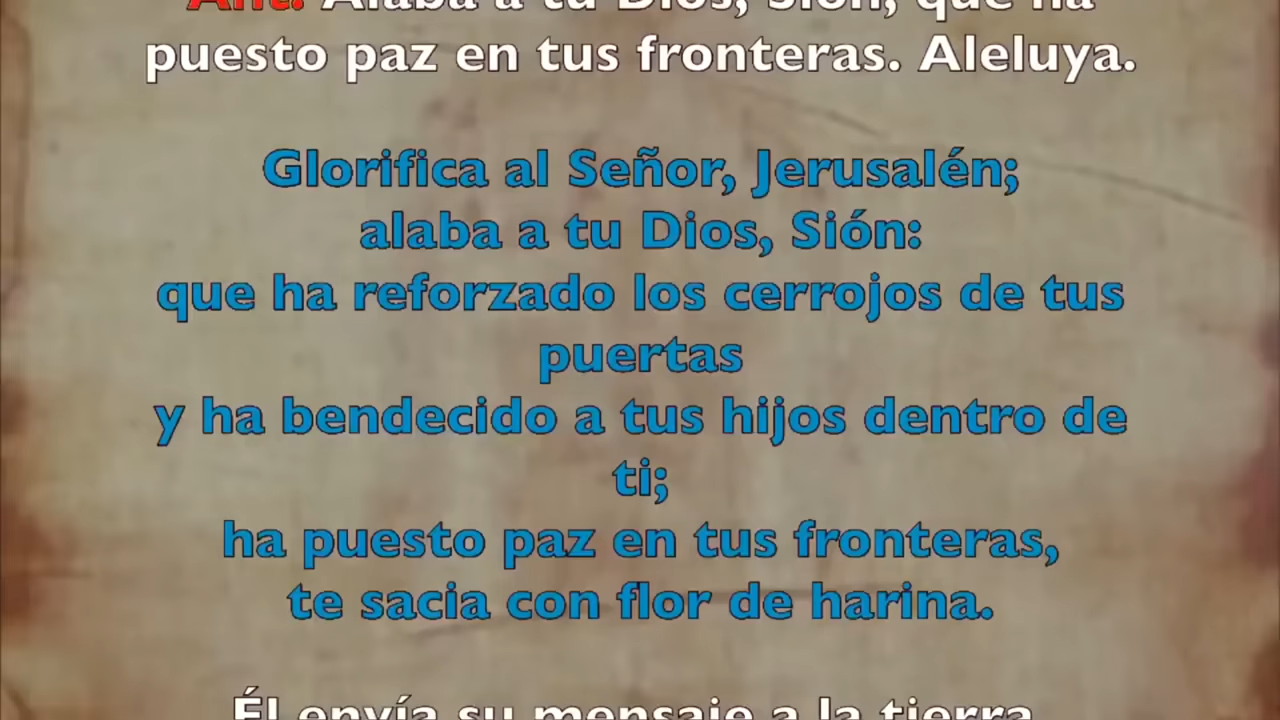 Ant. Alaba a tu Dios, Sión, que ha
puesto paz en tus fronteras. Aleluya.
Glorifica al Señor, Jerusalén;
alaba a tu Dios, Sión:
que ha reforzado los cerrojos de tus
puertas
y ha bendecido a tus hijos dentro de
ti;
ha puesto paz en tus fronteras,
te sacia con flor de harina.
Él envía su mensaje a la tierra